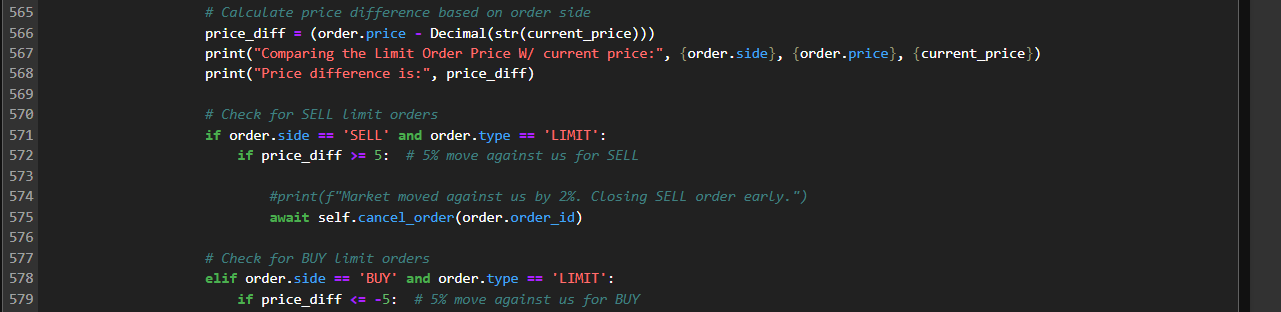 565 # Calculate price difference based on order side
566 price_diff = (order.price - Decimal(str(current_price)))
567 print("Comparing the Limit Order Price W/ current price:", {order.side}, {order.price}, {current_price})
568 print("Price difference is:", price_diff)
569
570 # Check for SELL limit orders
571 if order.side == 'SELL' and order.type == 'LIMIT':
572 if price_diff >= 5: # 5% move against us for SELL
573
574 #print(f"Market moved against us by 2%. Closing SELL order early.")
575 await self.cancel_order(order.order_id)
576
577 # Check for BUY limit orders
578 elif order.side == 'BUY' and order.type == 'LIMIT':
579 if price_diff <= -5: # 5% move against us for BUY